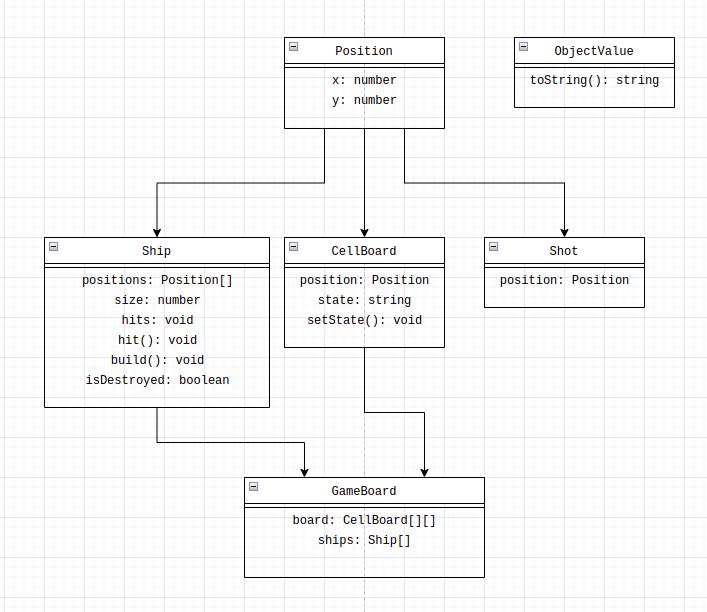 Position
x: number
y: number
ObjectValue
toString(): string
Ship
positions: Position[]
size: number
hits: void
hit(): void
build(): void
isDestroyed: boolean
CellBoard
position: Position
state: string
setState(): void
Shot
position: Position
GameBoard
board: CellBoard[][]
ships: Ship[]